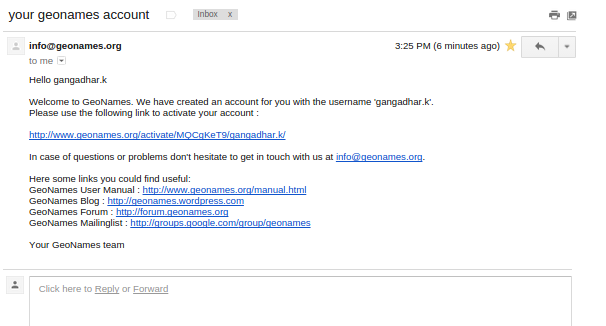 your geonames account
Inbox x
info@geonames.org
3:25 PM (6 minutes ago)
to me
Hello gangadhar.k
Welcome to GeoNames. We have created an account for you with the username 'gangadhar.k'.
Please use the following link to activate your account :
http://www.geonames.org/activate/MQCqKeT9/gangadhar.k/
In case of questions or problems don't hesitate to get in touch with us at info@geonames.org.
Here some links you could find useful:
GeoNames User Manual : http://www.geonames.org/manual.html
GeoNames Blog : http://geonames.wordpress.com
GeoNames Forum : http://forum.geonames.org
GeoNames Mailinglist : http://groups.google.com/group/geonames
Your GeoNames team
Click here to Reply or Forward